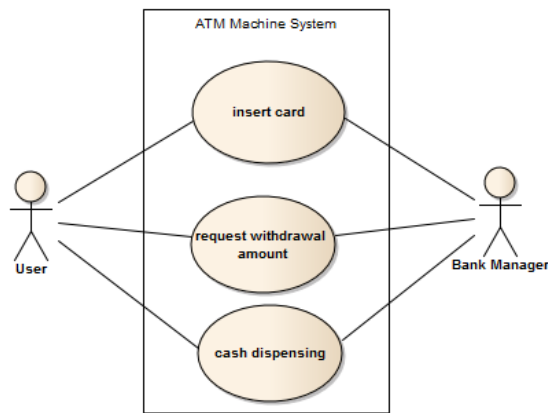 ATM Machine System
insert card
request withdrawal
amount
User
Bank Manager
cash dispensing